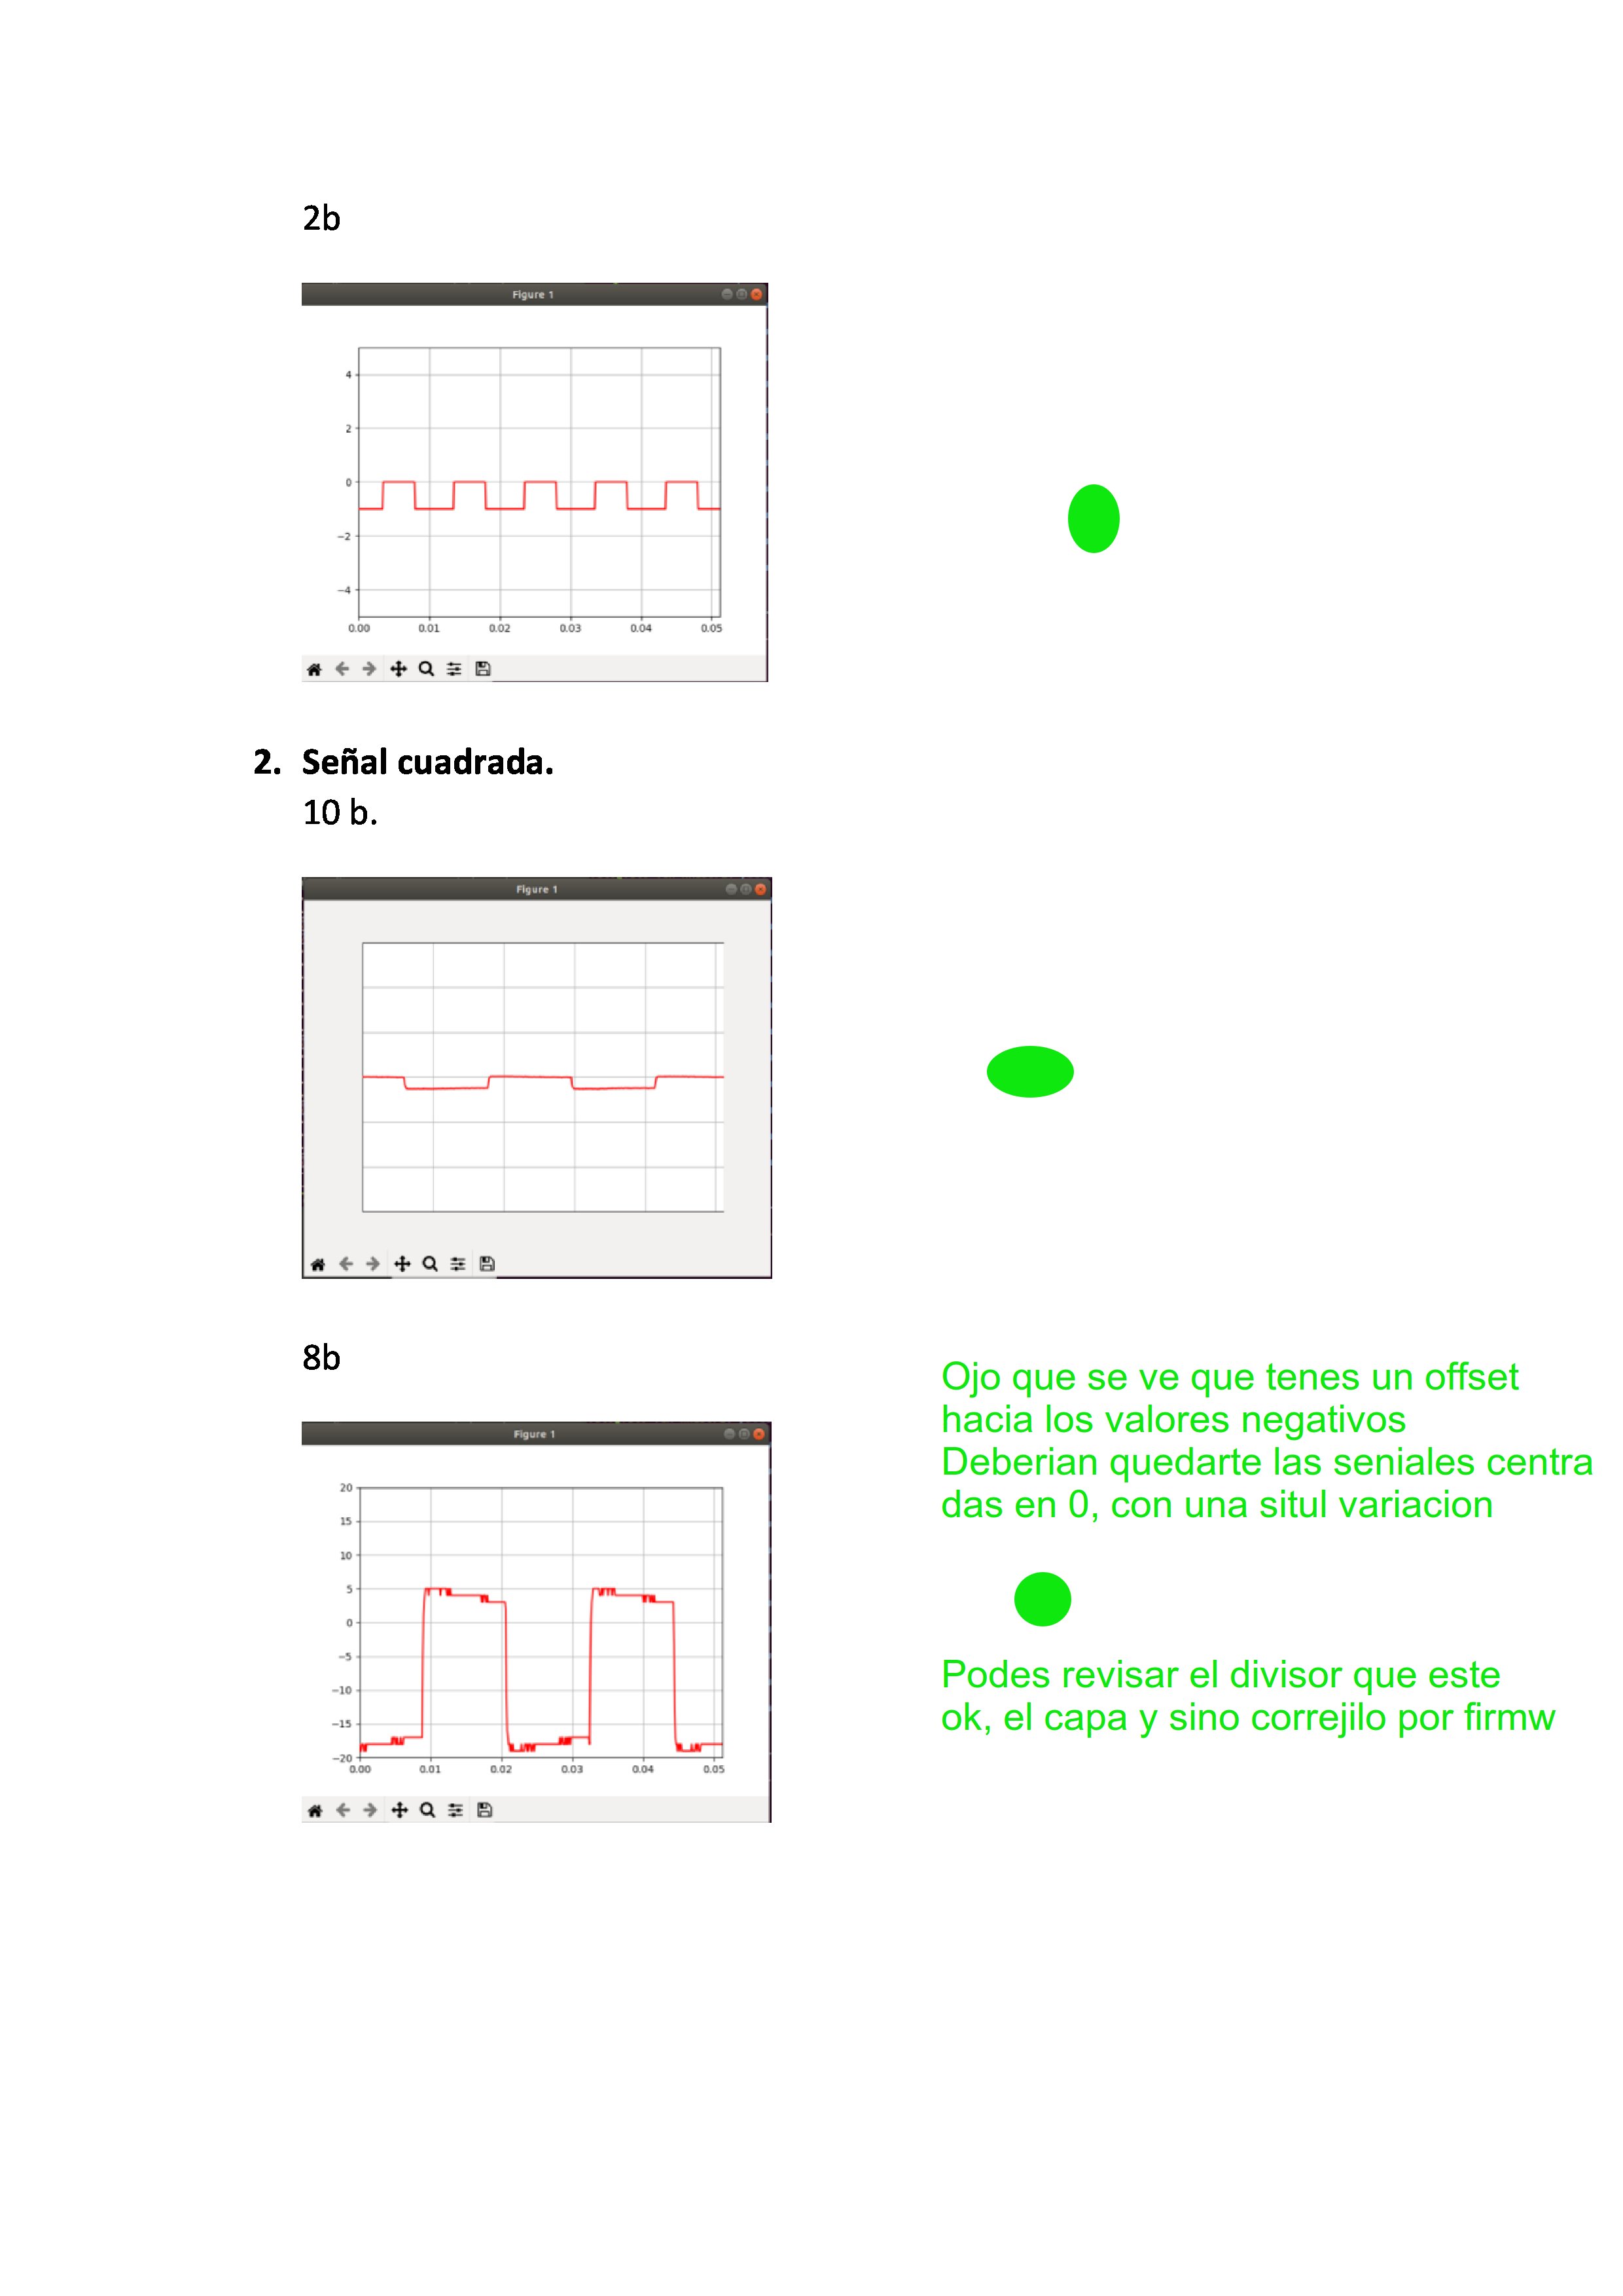 2b
Figure 1
4
2
0
−2
−4
0.00 0.01 0.02 0.03 0.04 0.05
2. Señal cuadrada.
10 b.
Figure 1
8b
Ojo que se ve que tenes un offset
hacia los valores negativos
Deberian quedarte las seniales centra
das en 0, con una situl variacion
Figure 1
20
15
10
5
0
−5
−10
−15
−20
0.00 0.01 0.02 0.03 0.04 0.05
Podes revisar el divisor que este
ok, el capa y sino correjilo por firmw